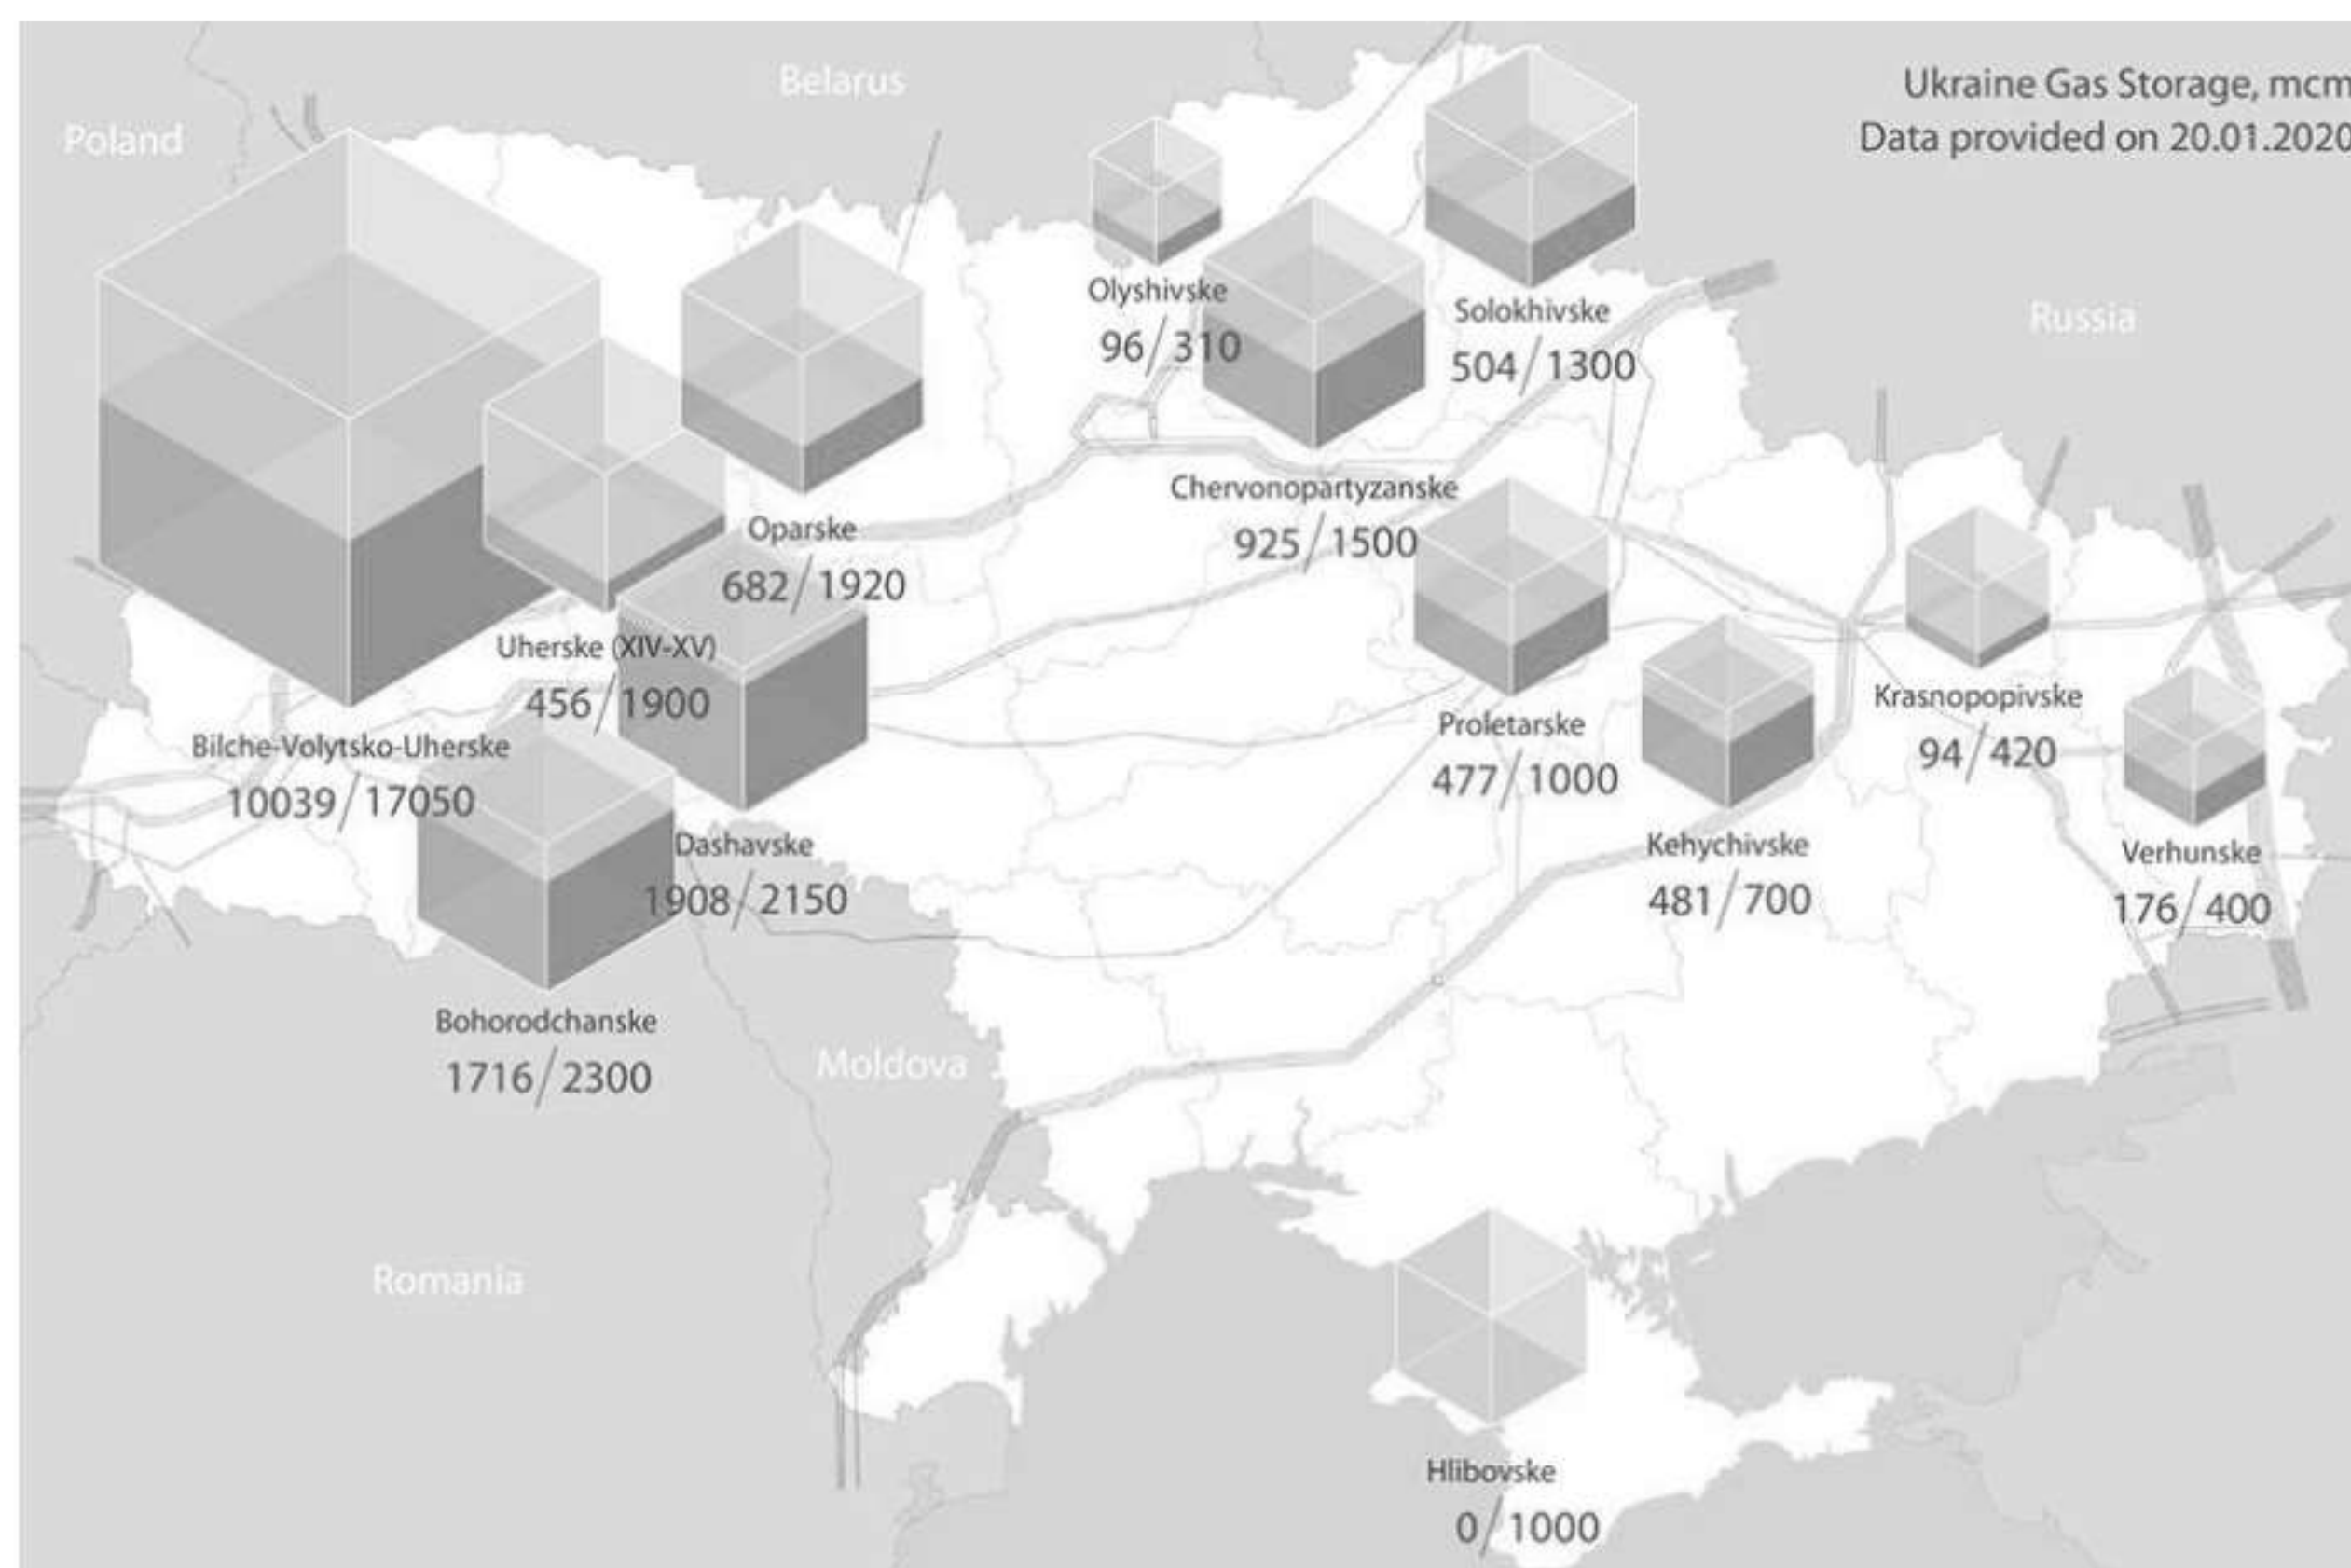 Ukraine Gas Storage, mcm
Data provided on 20.01.2020
Belarus
Poland
Russia
Olyshivske
96/310
Solokhivske
504/1300
Chervonopartyzanske
925/1500
Oparske
682/1920
Uherske (XIV-XV)
456/1900
Bilche-Volytsko-Uherske
10039/17050
Dashavske
1908/2150
Bohorodchanske
1716/2300
Proletarske
477/1000
Krasnopopivske
94/420
Kehychivske
481/700
Verhunske
176/400
Moldova
Romania
Hlibovske
0/1000